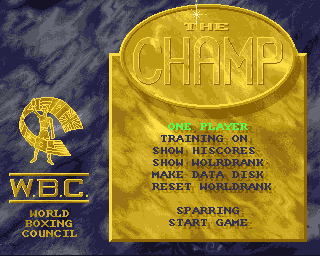 THE
CHAMP
ONE PLAYER
TRAINING ON
SHOW HISCORES
SHOW WOLRDRANK
MAKE DATA DISK
RESET WORLDRANK
SPARRING
START GAME
W.B.C.
WORLD
BOXING
COUNCIL